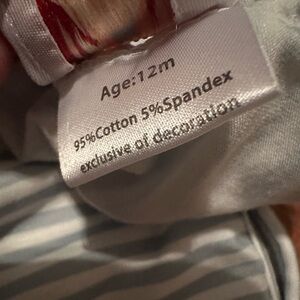 Age:12m
95%Cotton 5%Spandex
exclusive of decoration